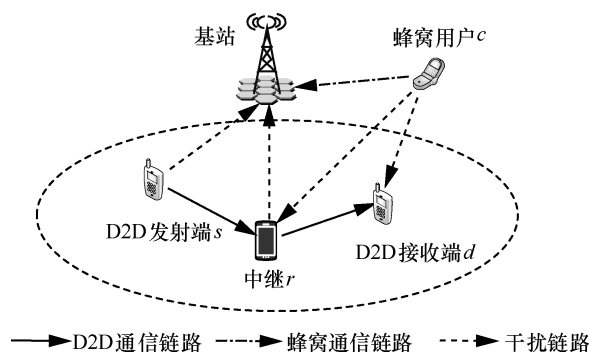 基站
蜂窝用户c
D2D发射端s
D2D接收端d
中继r
D2D通信链路 蜂窝通信链路 干扰链路